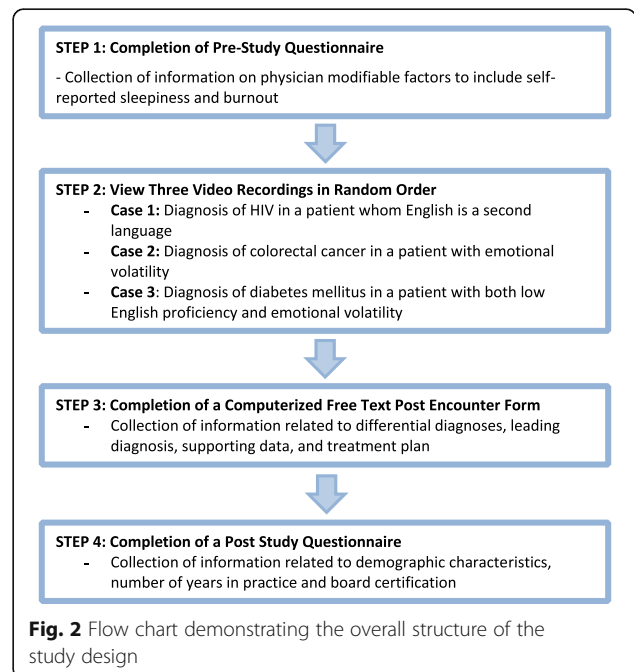 STEP 1: Completion of Pre-Study Questionnaire
- Collection of information on physician modifiable factors to include self-
reported sleepiness and burnout
STEP 2: View Three Video Recordings in Random Order
- Case 1: Diagnosis of HIV in a patient whom English is a second
language
- Case 2: Diagnosis of colorectal cancer in a patient with emotional
volatility
- Case 3: Diagnosis of diabetes mellitus in a patient with both low
English proficiency and emotional volatility
STEP 3: Completion of a Computerized Free Text Post Encounter Form
- Collection of information related to differential diagnoses, leading
diagnosis, supporting data, and treatment plan
STEP 4: Completion of a Post Study Questionnaire
- Collection of information related to demographic characteristics,
number of years in practice and board certification
Fig. 2 Flow chart demonstrating the overall structure of the
study design